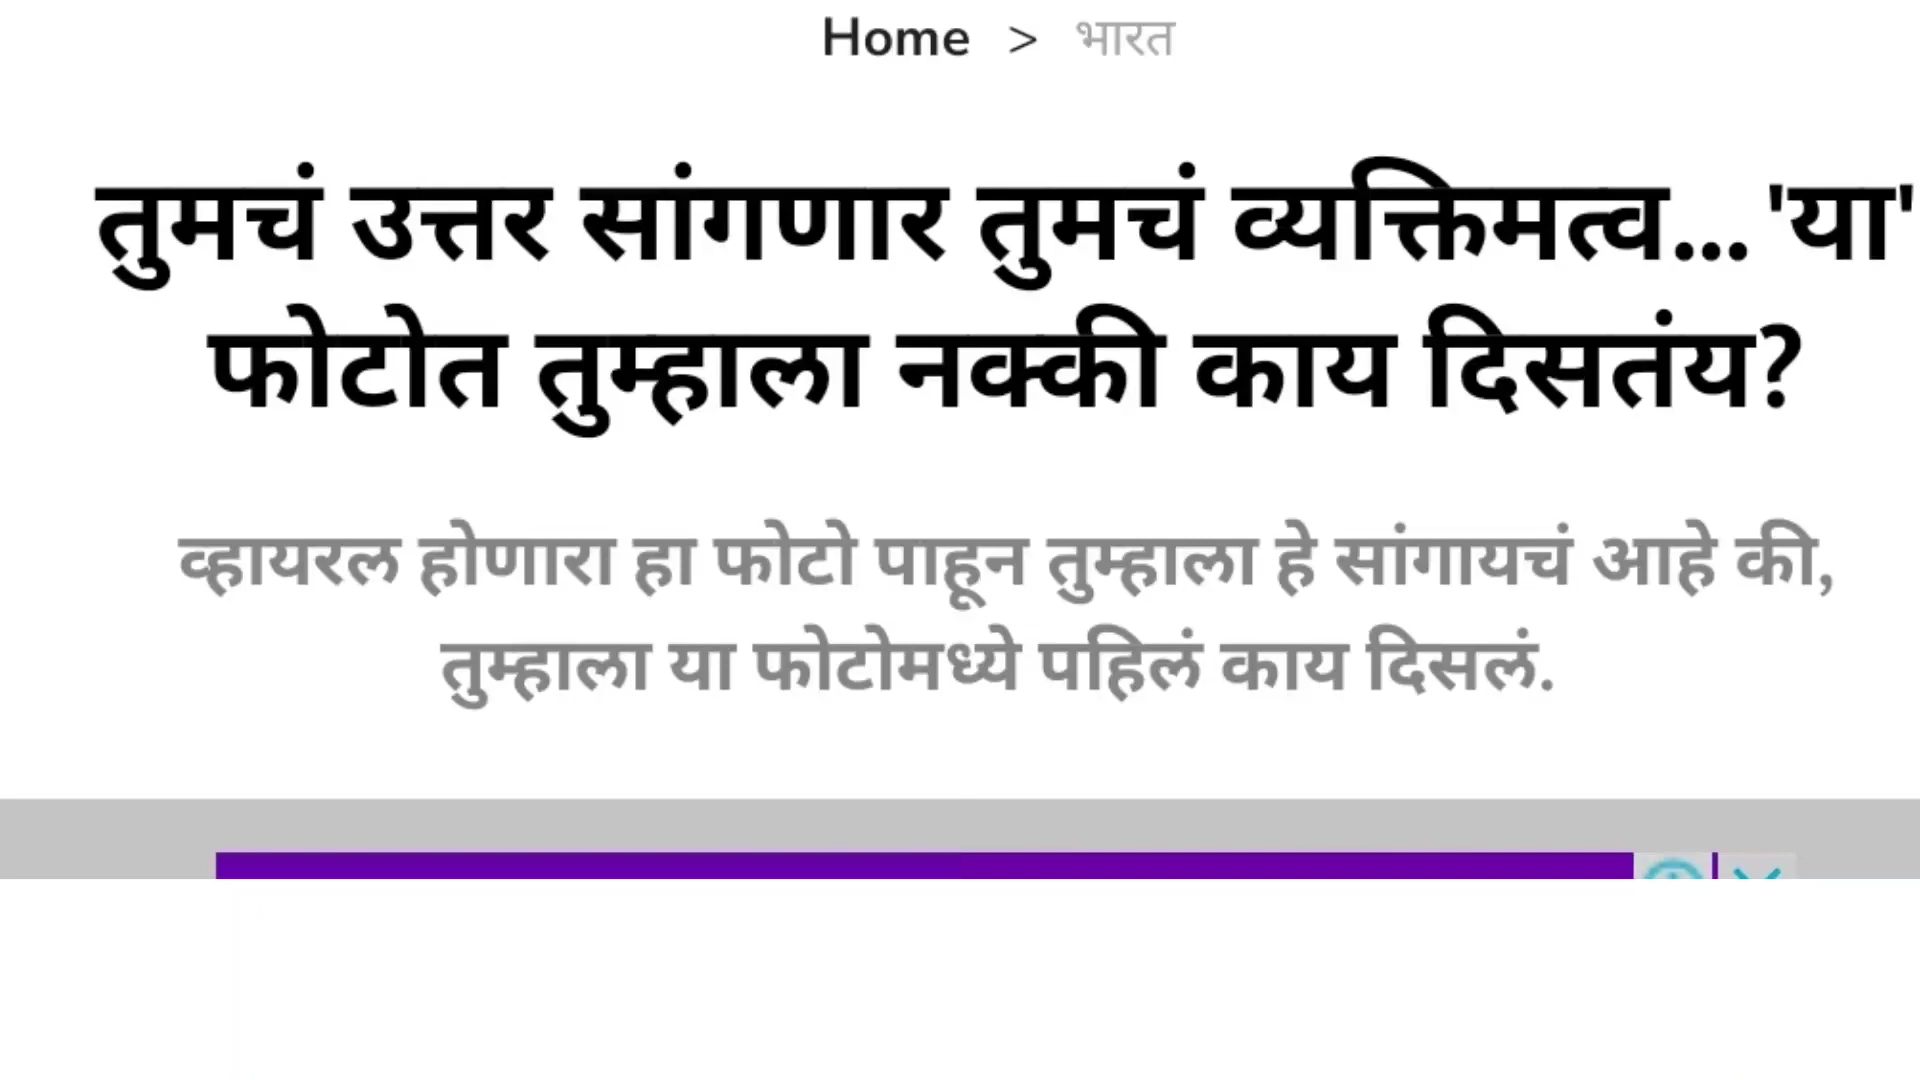 Home > भारत
तुमचं उत्तर सांगणार तुमचं व्यक्तिमत्व... 'या'
फोटोत तुम्हाला नक्की काय दिसतंय?
व्हायरल होणारा हा फोटो पाहून तुम्हाला हे सांगायचं आहे की,
तुम्हाला या फोटोमध्ये पहिलं काय दिसलं.